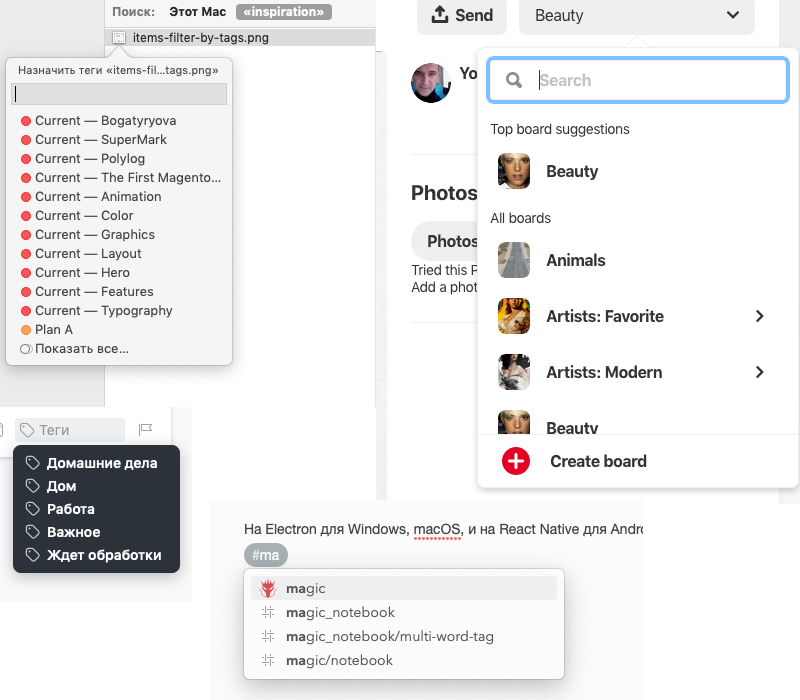 Поиск: Этот Mac «inspiration»
items-filter-by-tags.png
Назначить теги «items-fil...tags.png»
Current — Bogatyryova
Current — SuperMark
Current — Polylog
Current — The First Magento...
Current — Animation
Current — Color
Current — Graphics
Current — Layout
Current — Hero
Current — Features
Current — Typography
Plan A
Показать все...
Send
Beauty
Yo
Search
Top board suggestions
Beauty
All boards
Animals
Artists: Favorite
Artists: Modern
Beauty
Create board
Photos
Photos
Tried this P
Add a phot
Теги
Домашние дела
Дом
Работа
Важное
Ждет обработки
На Electron для Windows, macOS, и на React Native для Andro
#ma
magic
magic_notebook
magic_notebook/multi-word-tag
magic/notebook